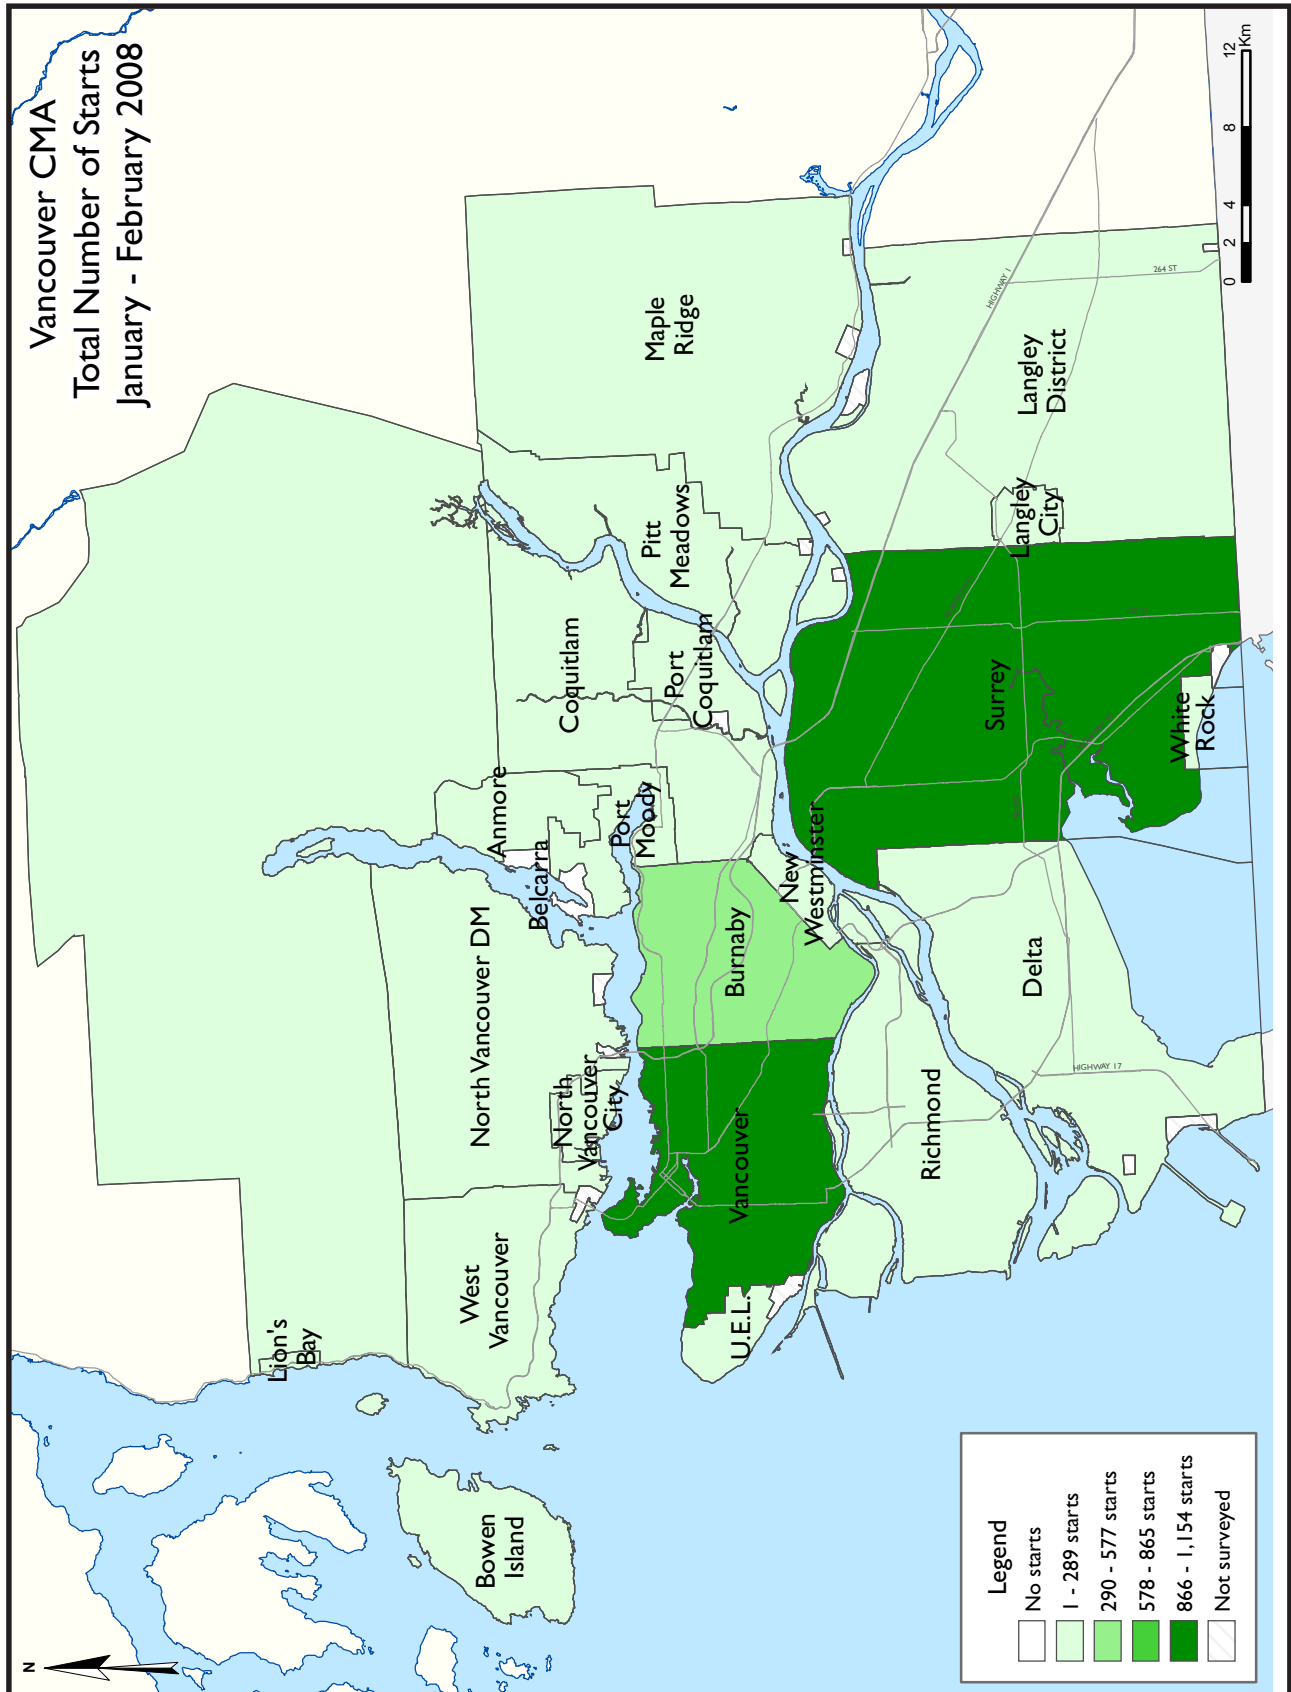 Vancouver CMA
Total Number of Starts
January - February 2008
N
Lion's
Bay
Bowen
Island
West
Vancouver
North Vancouver DM
North
Vancouver
City
Anmore
Belcarra
Port
Moody
Coquitlam
Port
Coquitlam
Pitt
Meadows
Maple
Ridge
U.E.L.
Vancouver
Burnaby
New
Westminster
Richmond
Delta
HIGHWAY 17
Surrey
White
Rock
Langley
City
Langley
District
HIGHWAY 1
264 ST
Legend
No starts
1 - 289 starts
290 - 577 starts
578 - 865 starts
866 - 1,154 starts
Not surveyed
0 2 4 8 12
Km